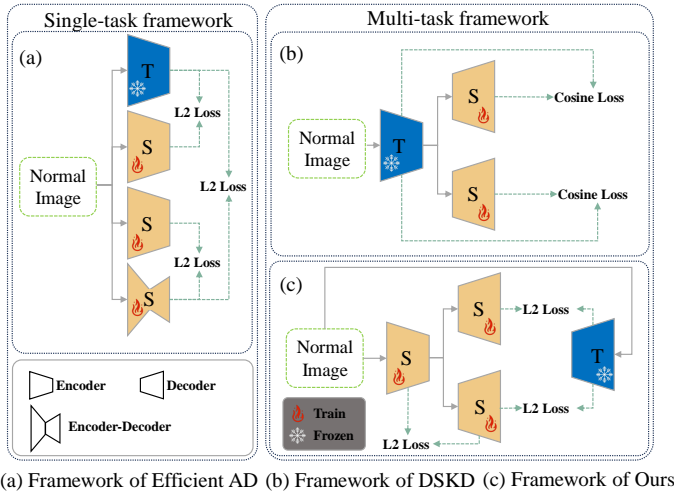 Single-task framework
Multi-task framework
(a)
T
L2 Loss
S
Normal
Image
L2 Loss
S
L2 Loss
S
Encoder
Decoder
Encoder-Decoder
(b)
S
Cosine Loss
Normal
Image
T
S
Cosine Loss
(c)
S
L2 Loss
Normal
Image
S
T
S
L2 Loss
Train
Frozen
L2 Loss
(a) Framework of Efficient AD (b) Framework of DSKD (c) Framework of Ours